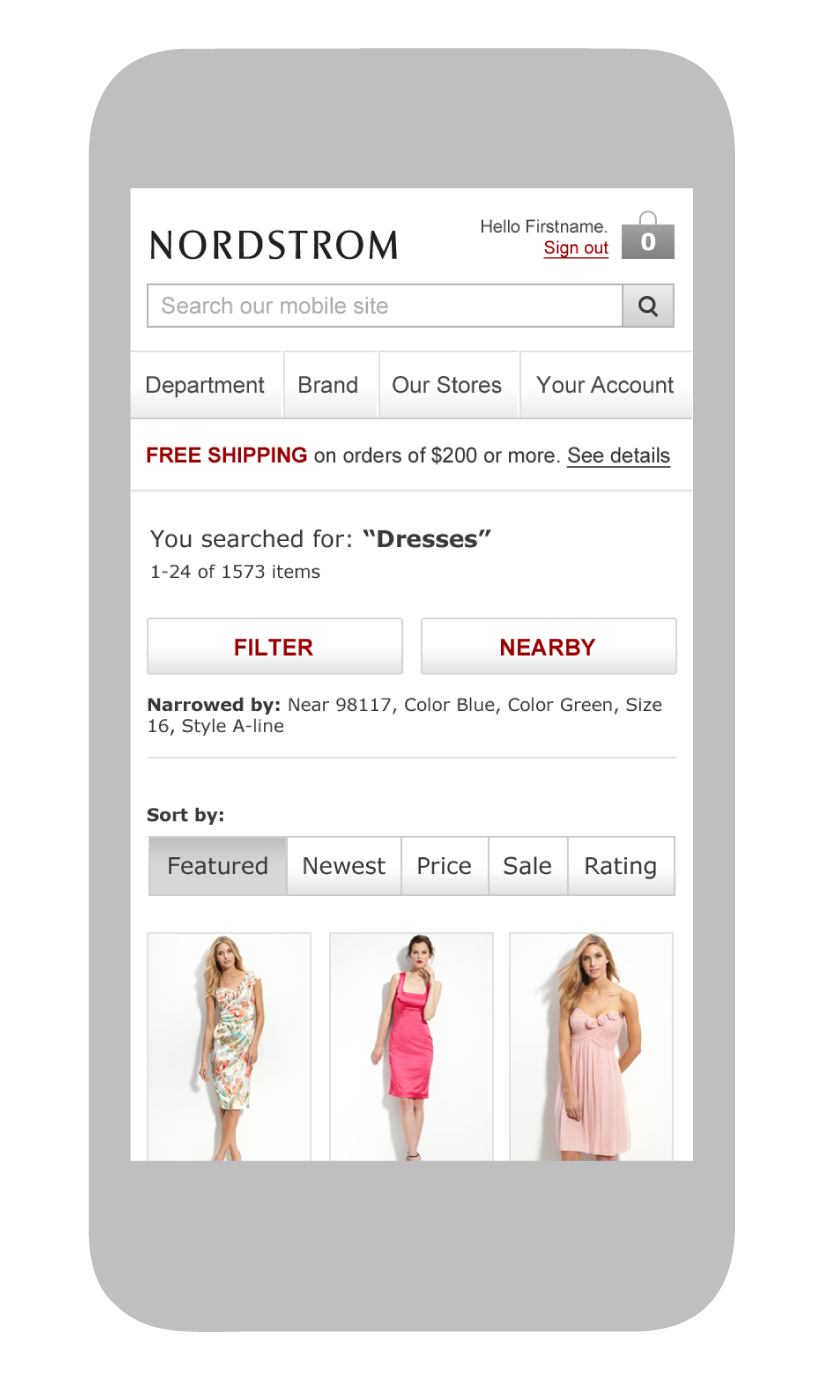 NORDSTROM
Hello Firstname.
Sign out
0
Search our mobile site
Department Brand Our Stores Your Account
FREE SHIPPING on orders of $200 or more. See details
You searched for: “Dresses”
1-24 of 1573 items
FILTER NEARBY
Narrowed by: Near 98117, Color Blue, Color Green, Size
16, Style A-line
Sort by:
Featured Newest Price Sale Rating